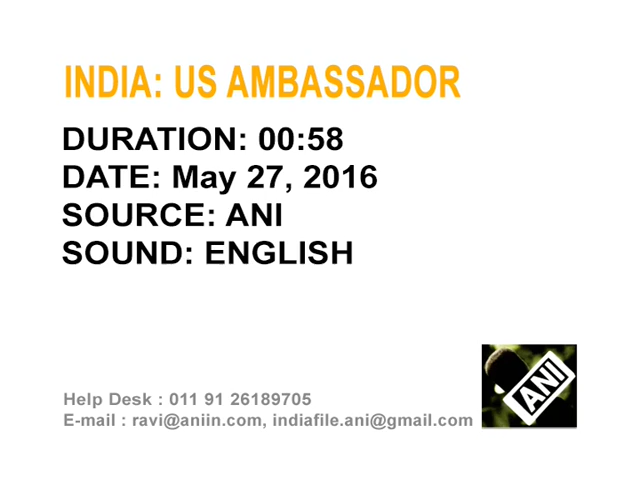 INDIA: US AMBASSADOR
DURATION: 00:58
DATE: May 27, 2016
SOURCE: ANI
SOUND: ENGLISH
ANI
Help Desk : 011 91 26189705
E-mail : ravi@aniin.com, indiafile.ani@gmail.com